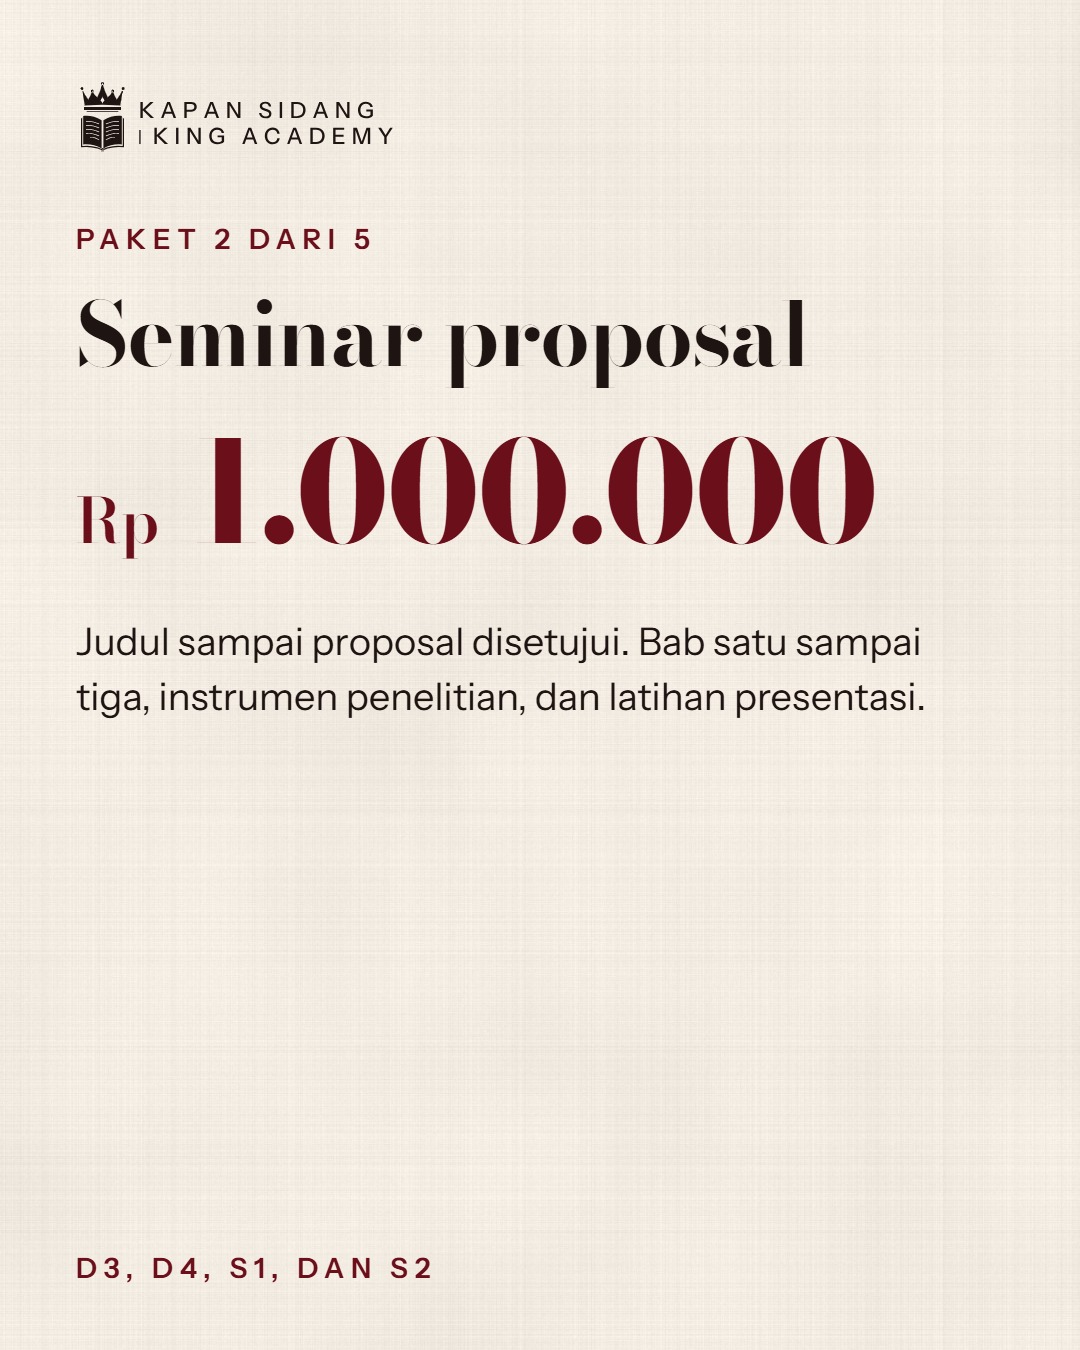 KAPAN SIDANG
| KING ACADEMY
PAKET 2 DARI 5
Seminar proposal
Rp 1.000.000
Judul sampai proposal disetujui. Bab satu sampai
tiga, instrumen penelitian, dan latihan presentasi.
D3, D4, S1, DAN S2